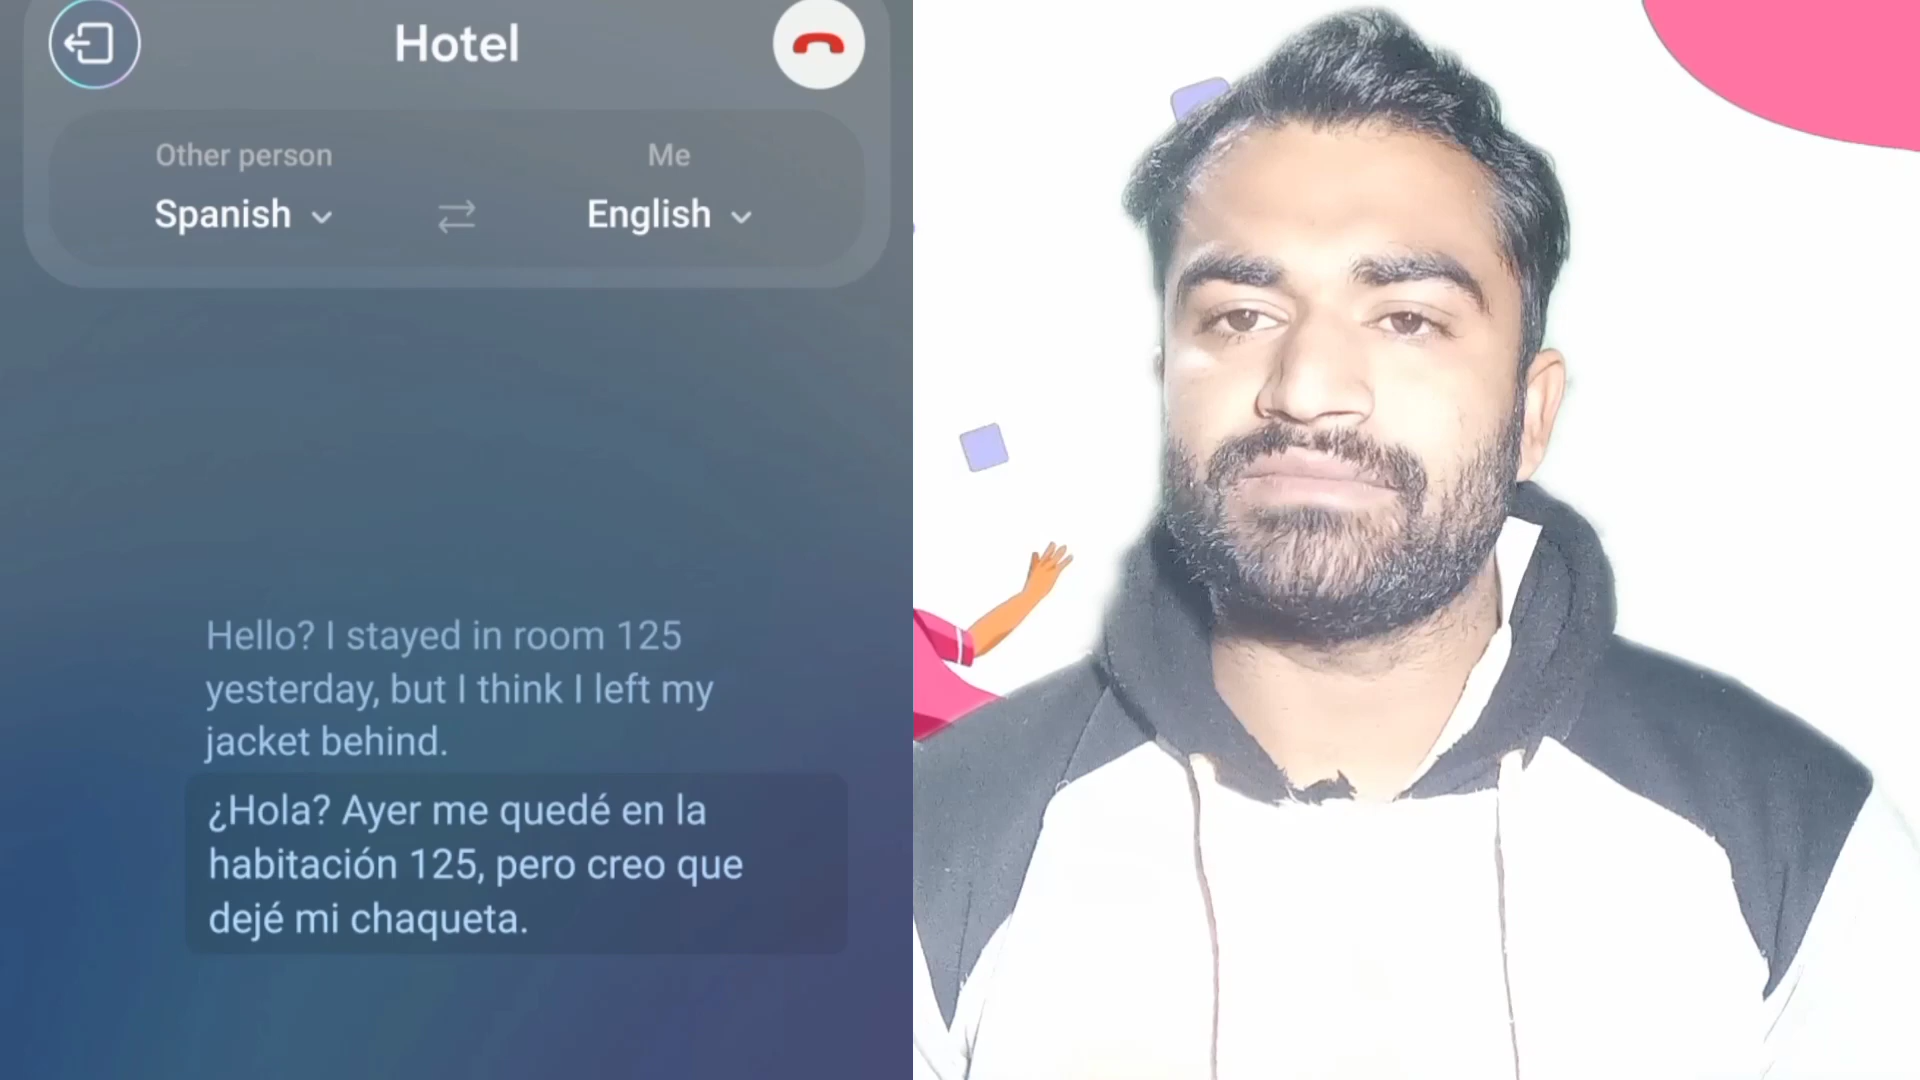 Hotel
Other person
Me
Spanish
English
Hello? I stayed in room 125
yesterday, but I think I left my
jacket behind.
¿Hola? Ayer me quedé en la
habitación 125, pero creo que
dejé mi chaqueta.